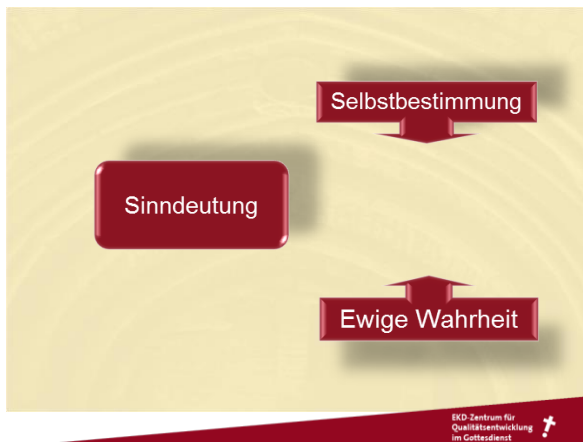 Selbstbestimmung
Sinndeutung
Ewige Wahrheit
EKD-Zentrum für
Qualitätsentwicklung
im Gottesdienst